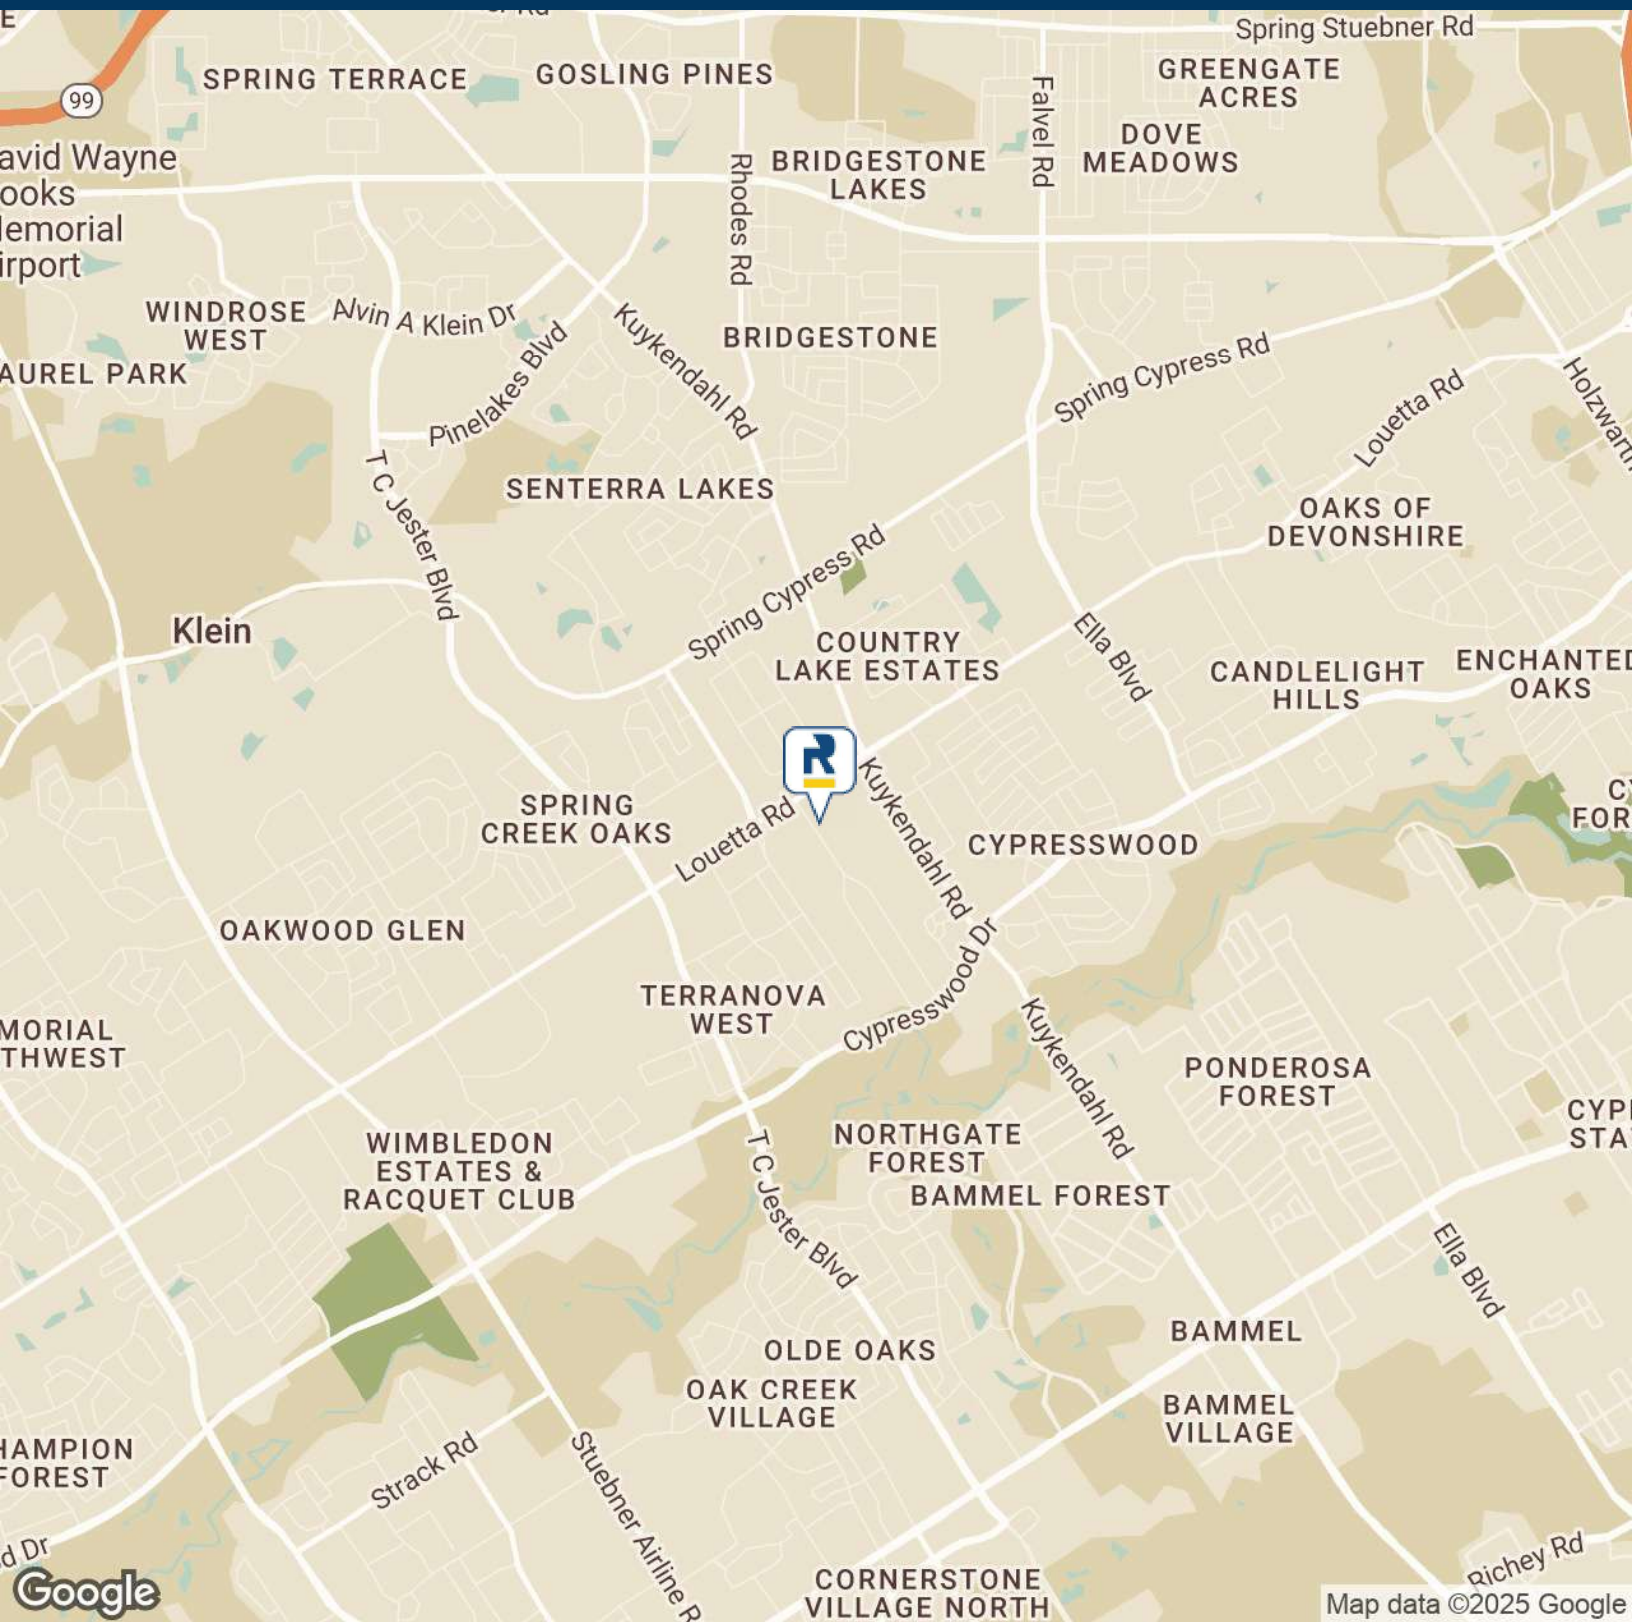 Spring Stuebner Rd
SPRING TERRACE
GOSLING PINES
GREENGATE
ACRES
99
Falvel Rd
DOVE
MEADOWS
avid Wayne
ooks
emorial
irport
Rhodes Rd
BRIDGESTONE
LAKES
WINDROSE
WEST
Alvin A Klein Dr
Kuykendahl Rd
BRIDGESTONE
AUREL PARK
Pinelakes Blvd
Spring Cypress Rd
Louetta Rd
Holzwarth
T C Jester Blvd
SENTERRA LAKES
OAKS OF
DEVONSHIRE
Spring Cypress Rd
Klein
COUNTRY
LAKE ESTATES
Ella Blvd
CANDLELIGHT
HILLS
ENCHANTED
OAKS
R
Kuykendahl Rd
SPRING
CREEK OAKS
Louetta Rd
CYPRESSWOOD
CY
FOR
OAKWOOD GLEN
TERRANOVA
WEST
Cypresswood Dr
MORIAL
THWEST
Kuykendahl Rd
PONDEROSA
FOREST
CYP
STA
WIMBLEDON
ESTATES &
RACQUET CLUB
T C Jester Blvd
NORTHGATE
FOREST
BAMMEL FOREST
Ella Blvd
BAMMEL
OLDE OAKS
OAK CREEK
VILLAGE
BAMMEL
VILLAGE
HAMPION
FOREST
Strack Rd
Stuebner Airline R
d Dr
Richey Rd
CORNERSTONE
VILLAGE NORTH
Google
Map data ©2025 Google